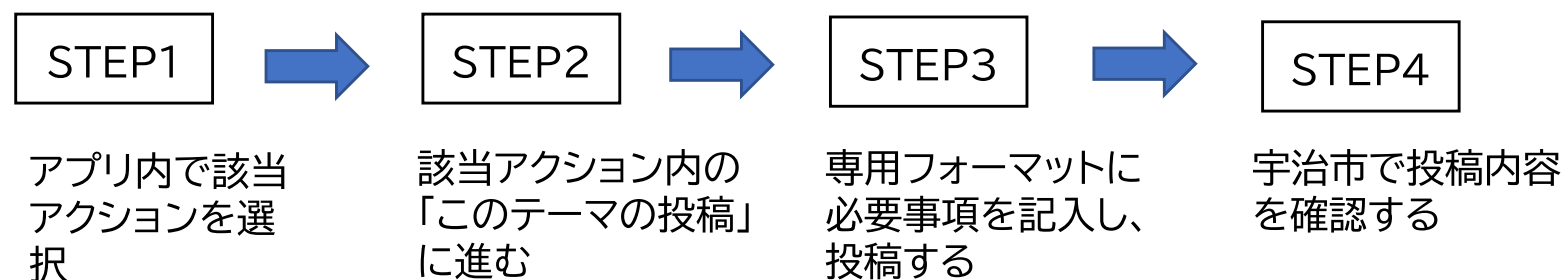 STEP1
STEP2
STEP3
STEP4
アプリ内で該当
アクションを選
択
該当アクション内の
「このテーマの投稿」
に進む
専用フォーマットに
必要事項を記入し、
投稿する
宇治市で投稿内容
を確認する